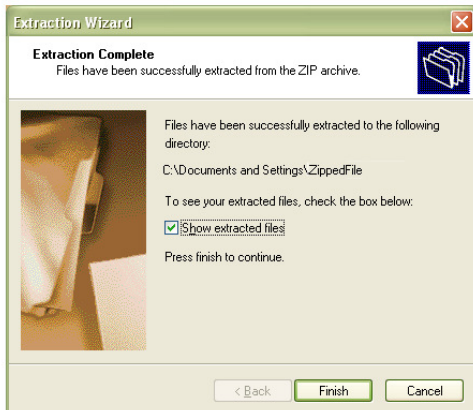 Extraction Wizard
Extraction Complete
Files have been successfully extracted from the ZIP archive.
Files have been successfully extracted to the following
directory:
C:\Documents and Settings\ZippedFile
To see your extracted files, check the box below:
Show extracted files
Press finish to continue.
< Back Finish Cancel